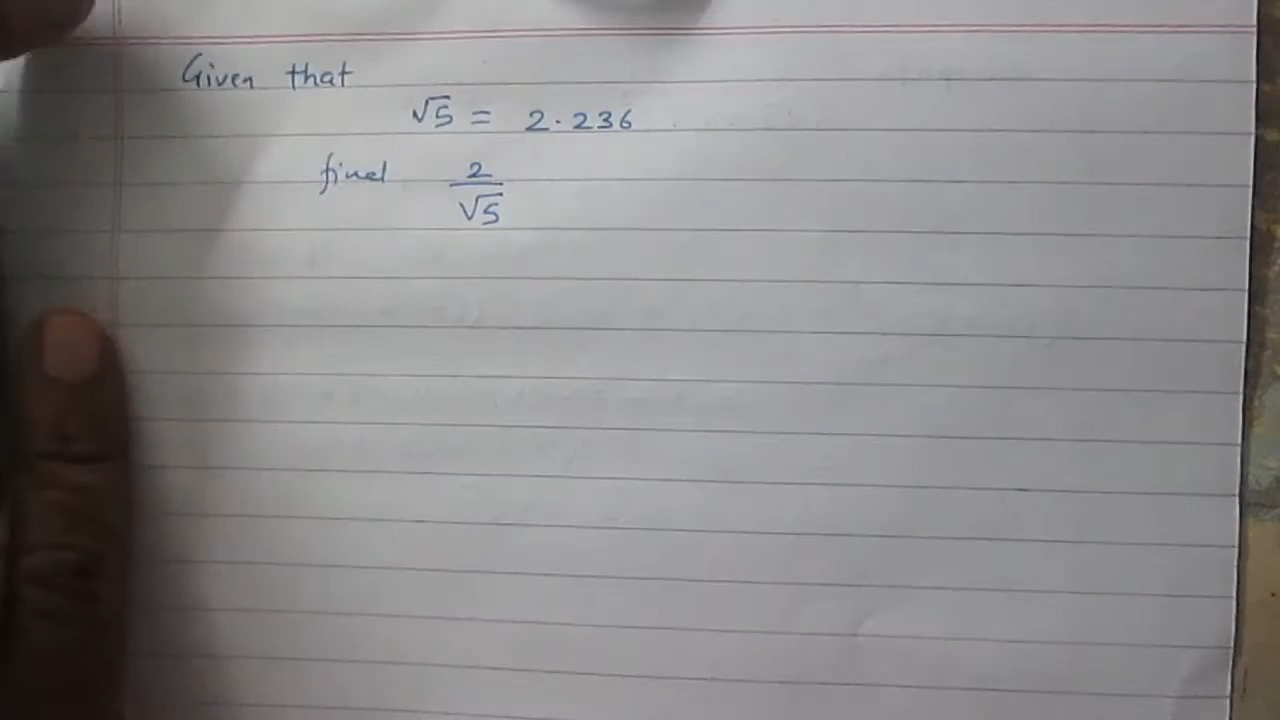 Given that
√5 = 2.236
find 2/√5